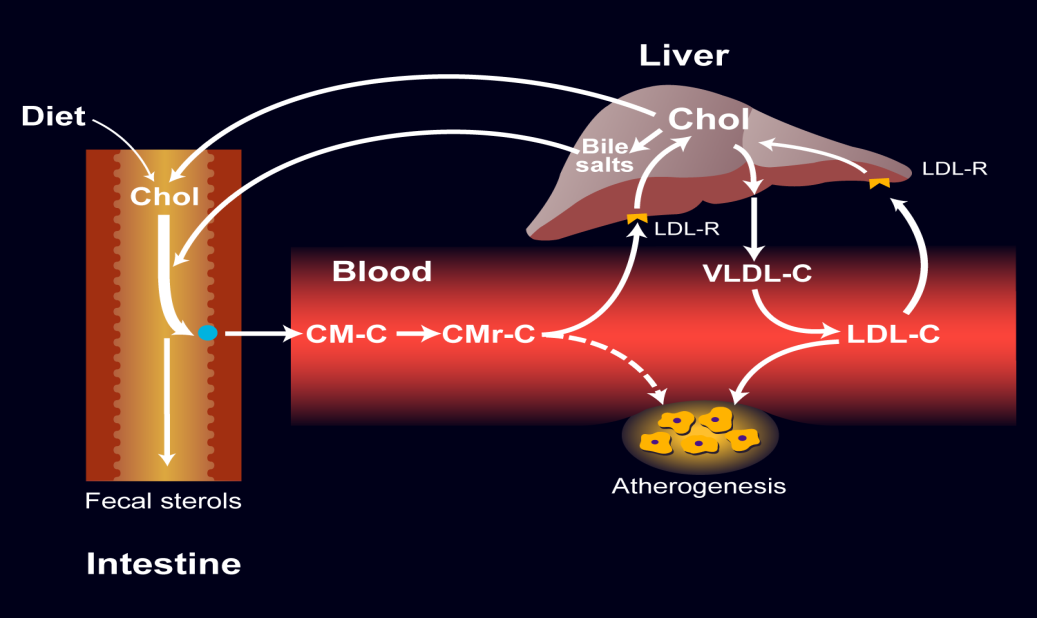 Liver
Diet
Chol
Bile
salts
LDL-R
Chol
LDL-R
Blood
VLDL-C
CM-C
CMr-C
LDL-C
Atherogenesis
Fecal sterols
Intestine